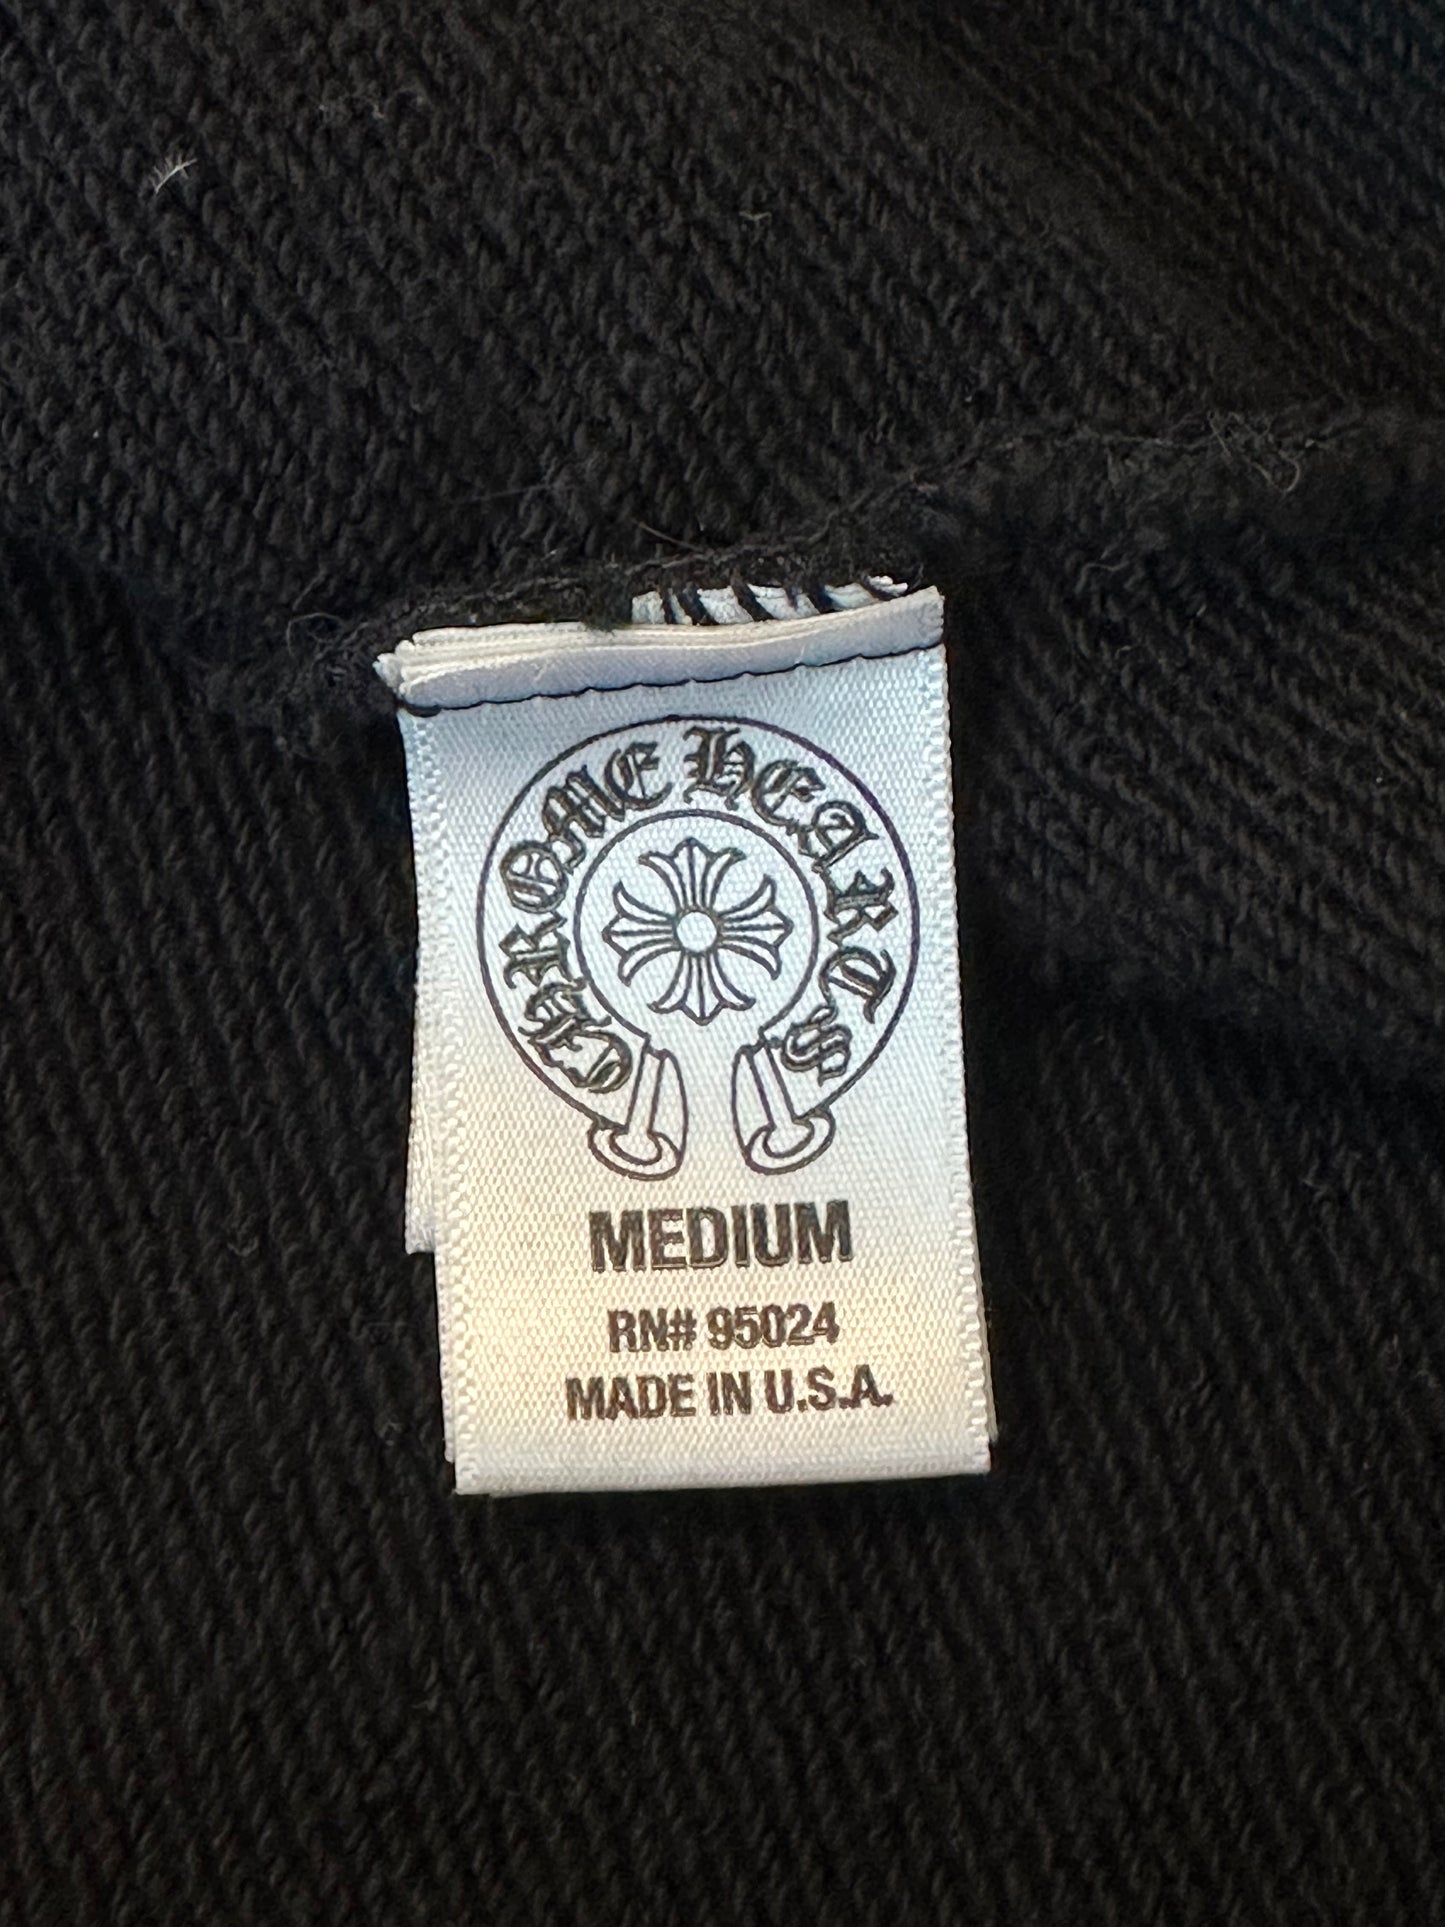 CHROME HEARTS
MEDIUM
RN# 95024
MADE IN U.S.A.